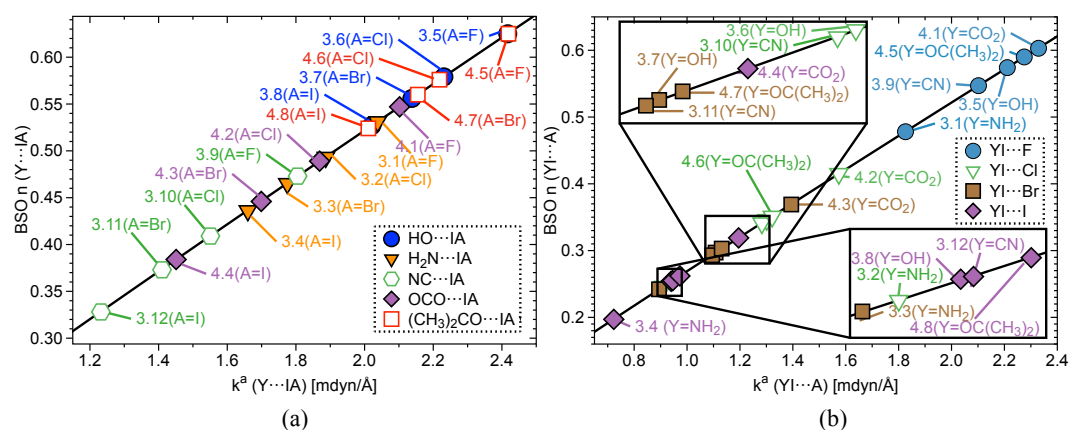 BSO n (Y···IA)
0.60
0.55
0.50
0.45
0.40
0.35
0.30
1.2
1.4
1.6
1.8
2.0
2.2
2.4
kᵃ (Y···IA) [mdyn/Å]
3.6(A=Cl)
3.5(A=F)
4.6(A=Cl)
3.7(A=Br)
4.5(A=F)
3.8(A=I)
4.8(A=I)
4.7(A=Br)
4.2(A=Cl)
4.1(A=F)
3.1(A=F)
3.9(A=F)
3.2(A=Cl)
4.3(A=Br)
3.3(A=Br)
3.10(A=Cl)
3.4(A=I)
3.11(A=Br)
4.4(A=I)
3.12(A=I)
HO···IA
H₂N···IA
NC···IA
OCO···IA
(CH₃)₂CO···IA
(a)
BSO n (YI···A)
0.6
0.5
0.4
0.3
0.2
0.8
1.0
1.2
1.4
1.6
1.8
2.0
2.2
2.4
kᵃ (YI···A) [mdyn/Å]
3.6(Y=OH)
3.10(Y=CN)
3.7(Y=OH)
4.4(Y=CO₂)
4.7(Y=OC(CH₃)₂)
3.11(Y=CN)
4.1(Y=CO₂)
4.5(Y=OC(CH₃)₂)
3.9(Y=CN)
3.5(Y=OH)
3.1(Y=NH₂)
4.6(Y=OC(CH₃)₂)
4.2(Y=CO₂)
4.3(Y=CO₂)
YI···F
YI···Cl
YI···Br
YI···I
3.12(Y=CN)
3.8(Y=OH)
3.2(Y=NH₂)
3.3(Y=NH₂)
4.8(Y=OC(CH₃)₂)
3.4 (Y=NH₂)
(b)